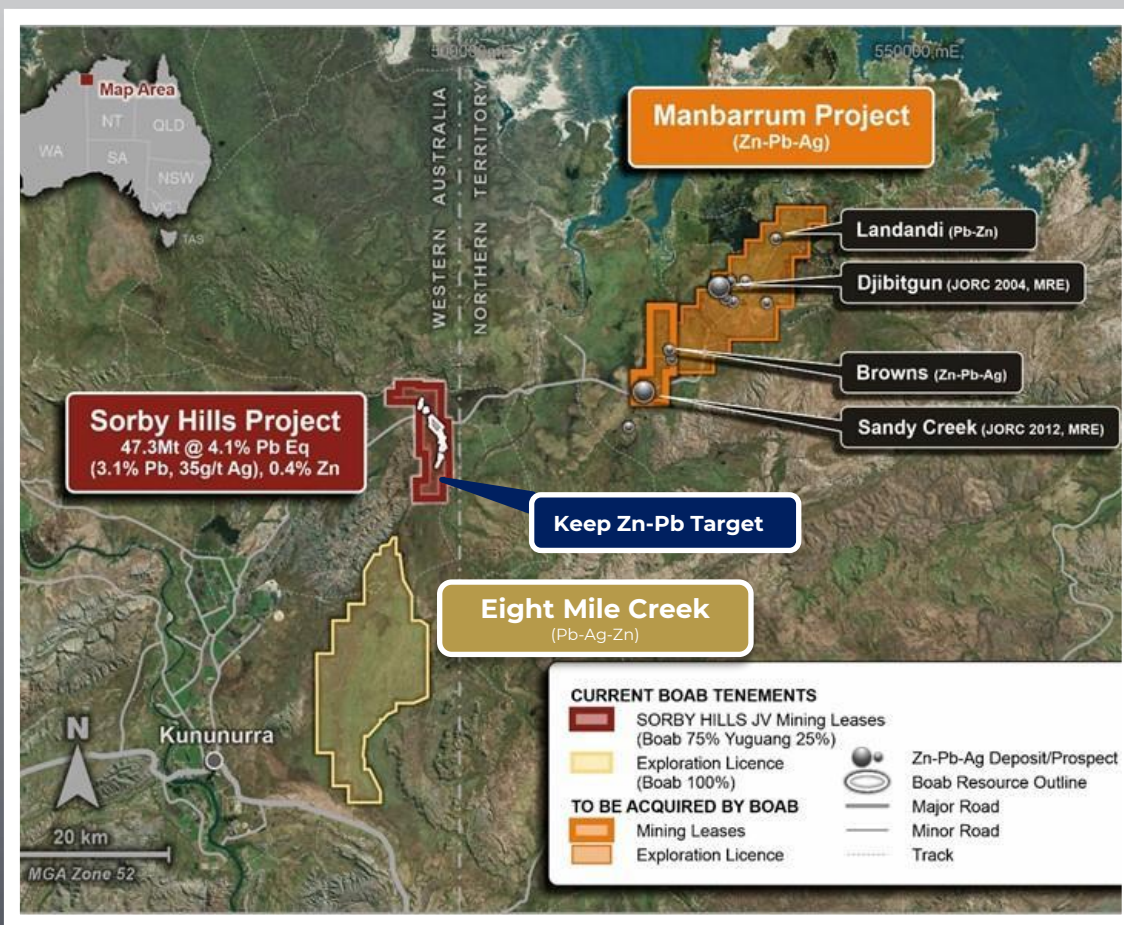 500000mE
550000 mE
Map Area
NT
QLD
WA
SA
NSW
VIC
TAS
WESTERN AUSTRALIA
NORTHERN TERRITORY
Manbarrum Project
(Zn-Pb-Ag)
Landandi (Pb-Zn)
Djibitgun (JORC 2004, MRE)
Browns (Zn-Pb-Ag)
Sandy Creek (JORC 2012, MRE)
Sorby Hills Project
47.3Mt @ 4.1% Pb Eq
(3.1% Pb, 35g/t Ag), 0.4% Zn
Keep Zn-Pb Target
Eight Mile Creek
(Pb-Ag-Zn)
Kununurra
N
20 km
MGA Zone 52
CURRENT BOAB TENEMENTS
SORBY HILLS JV Mining Leases
(Boab 75% Yuguang 25%)
Exploration Licence
(Boab 100%)
TO BE ACQUIRED BY BOAB
Mining Leases
Exploration Licence
Zn-Pb-Ag Deposit/Prospect
Boab Resource Outline
Major Road
Minor Road
Track